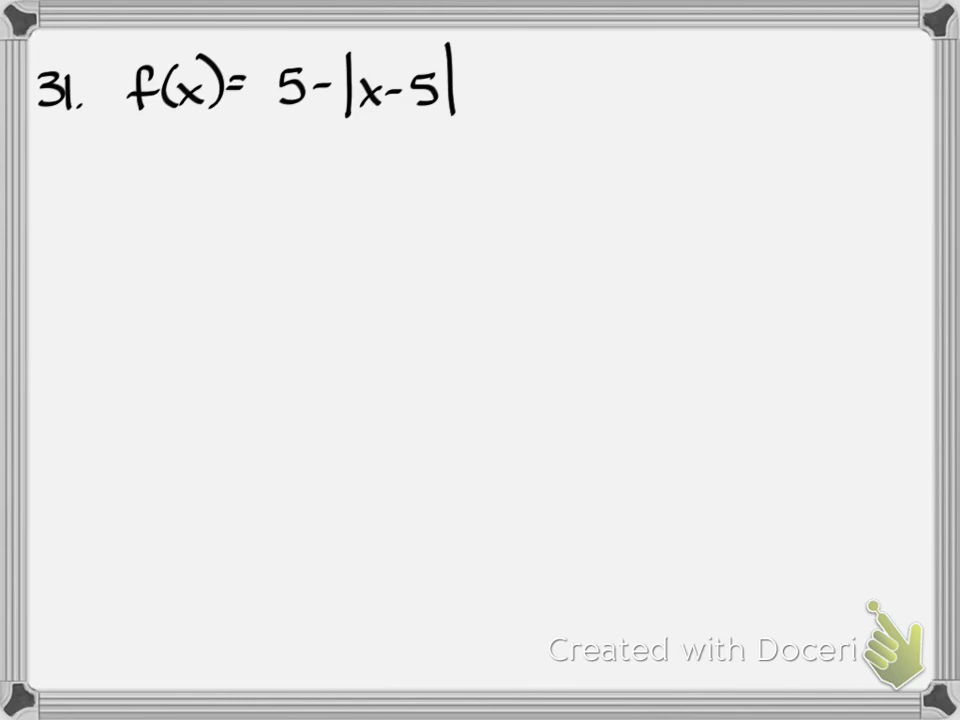 31. f(x)= 5-|x-5|
Created with Doceri